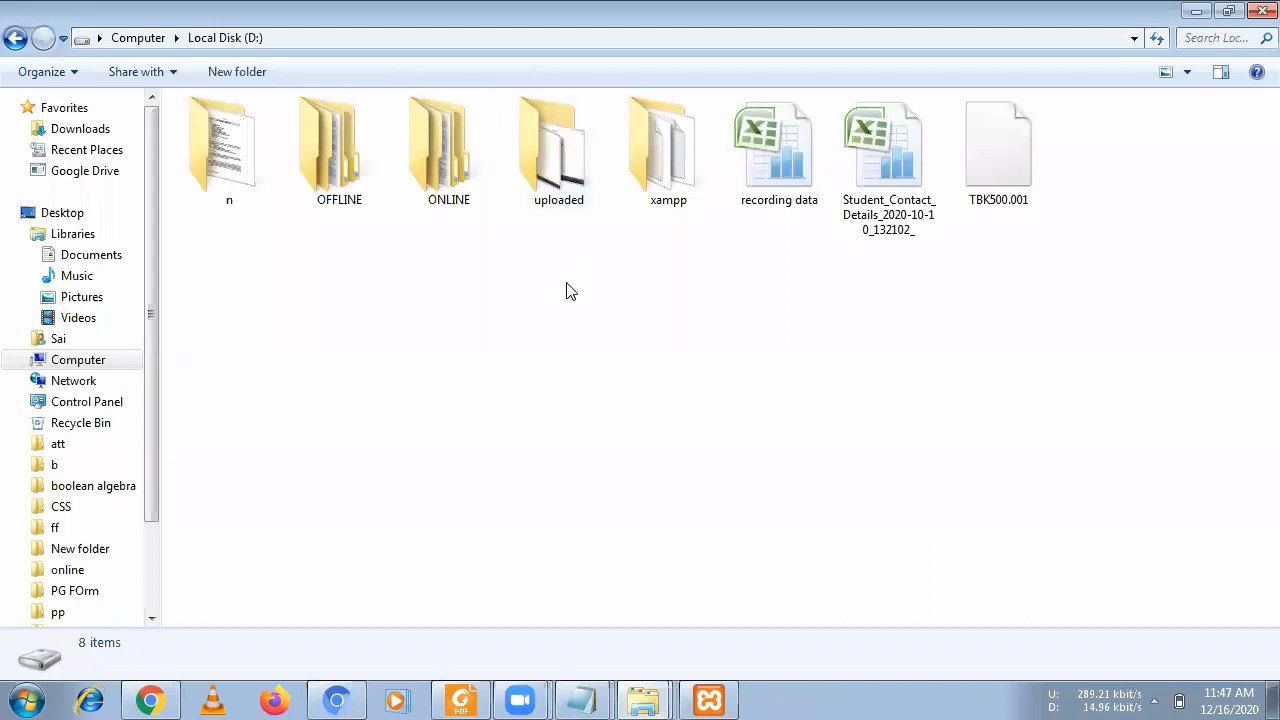 Computer
Local Disk (D:)
Search Loc...
Organize
Share with
New folder
Favorites
Downloads
Recent Places
Google Drive
Desktop
Libraries
Documents
Music
Pictures
Videos
Sai
Computer
Network
Control Panel
Recycle Bin
att
b
boolean algebra
CSS
ff
New folder
online
PG FOrm
pp
n
OFFLINE
ONLINE
uploaded
xampp
recording data
Student_Contact_
Details_2020-10-1
0_132102_
TBK500.001
8 items
PDF
U: 289.21 kbit/s
D: 14.96 kbit/s
11:47 AM
12/16/2020